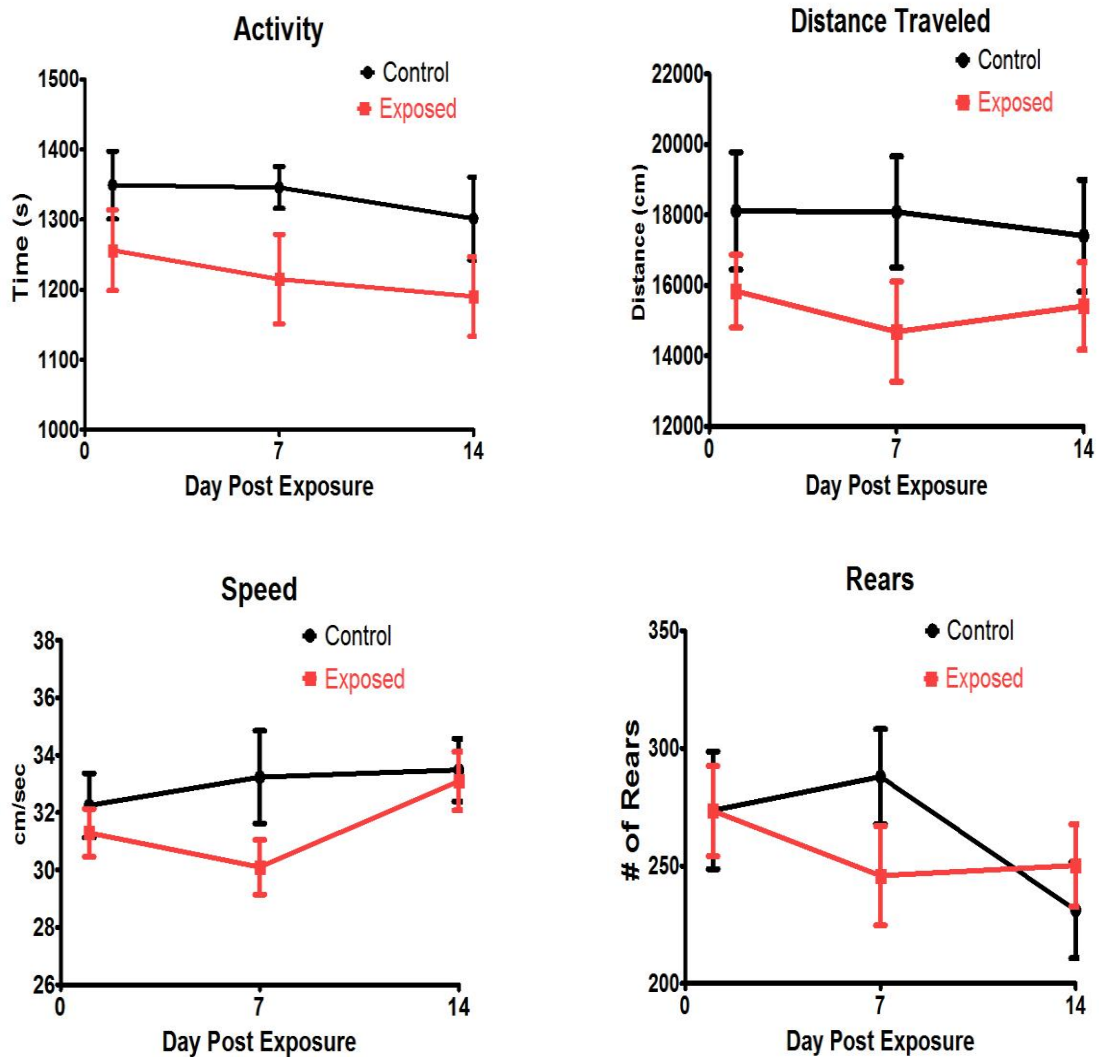 Activity
Control
Exposed
1500
1400
1300
1200
1100
1000
Time (s)
0
7
14
Day Post Exposure
Distance Traveled
Control
Exposed
22000
20000
18000
16000
14000
12000
Distance (cm)
0
7
14
Day Post Exposure
Speed
Control
Exposed
38
36
34
32
30
28
26
cm/sec
0
7
14
Day Post Exposure
Rears
Control
Exposed
350
300
250
200
# of Rears
0
7
14
Day Post Exposure